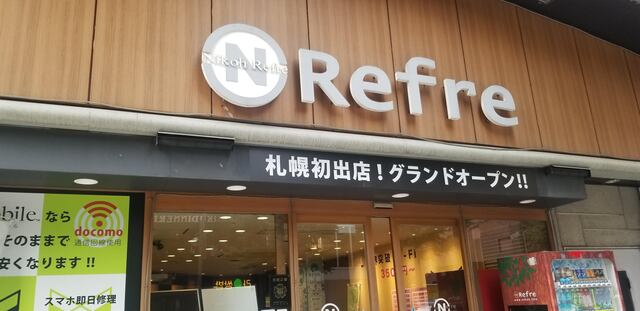 N
Nikoh Refre
Refre
札幌初出店！グランドオープン!!
bile. なら
docomo
通信回線使用
そのままで
安くなります!!
スマホ即日修理
Refre
N